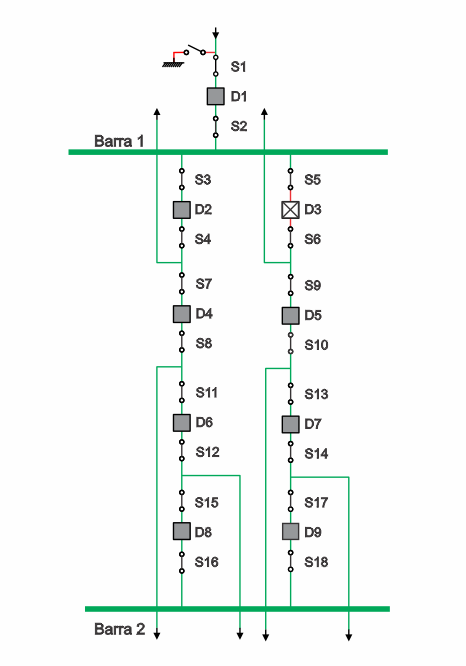 S1
D1
S2
Barra 1
S3 S5
D2 D3
S4 S6
S7 S9
D4 D5
S8 S10
S11 S13
D6 D7
S12 S14
S15 S17
D8 D9
S16 S18
Barra 2